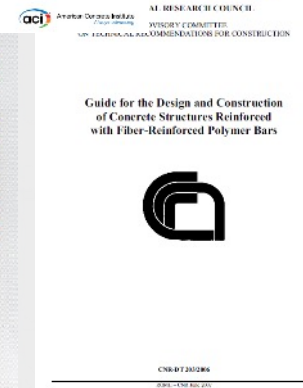 AL RESEARCH COUNCIL
aci American Concrete Institute
VISORY COMMITTEE
ON TECHNICAL RECOMMENDATIONS FOR CONSTRUCTION
Guide for the Design and Construction
of Concrete Structures Reinforced
with Fiber-Reinforced Polymer Bars
CNR-DT 203/2006